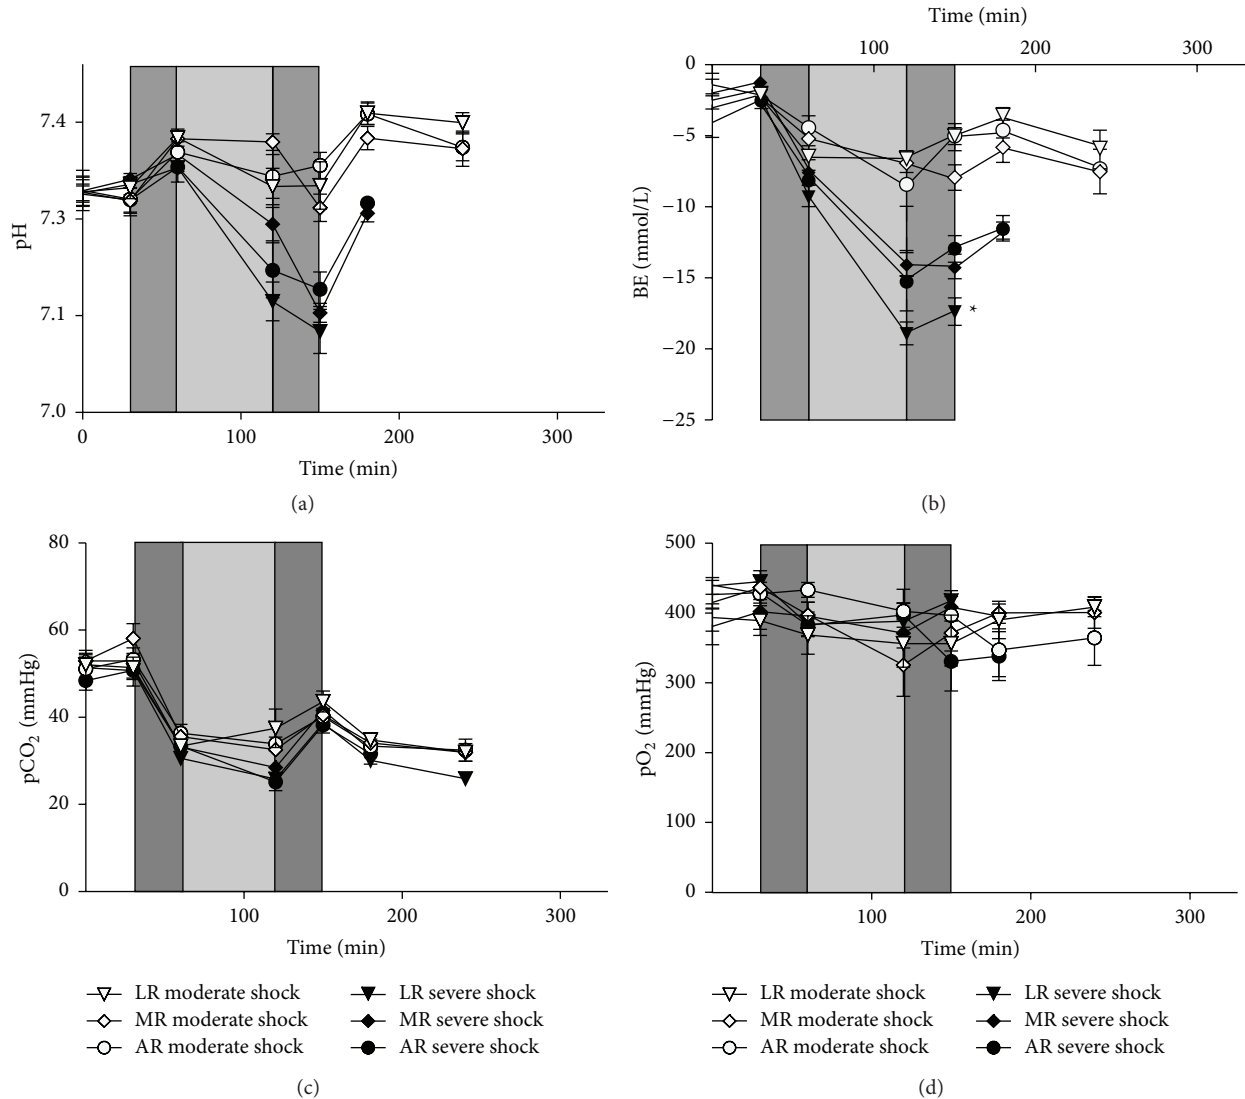 pH
7.4
7.3
7.1
7.0
0
100
200
300
Time (min)
(a)
Time (min)
100
200
300
BE (mmol/L)
0
−5
−10
−15
−20
−25
*
(b)
pCO2 (mmHg)
80
60
40
20
0
100
200
300
Time (min)
LR moderate shock
MR moderate shock
AR moderate shock
LR severe shock
MR severe shock
AR severe shock
(c)
pO2 (mmHg)
500
400
300
200
100
0
100
200
300
Time (min)
LR moderate shock
MR moderate shock
AR moderate shock
LR severe shock
MR severe shock
AR severe shock
(d)